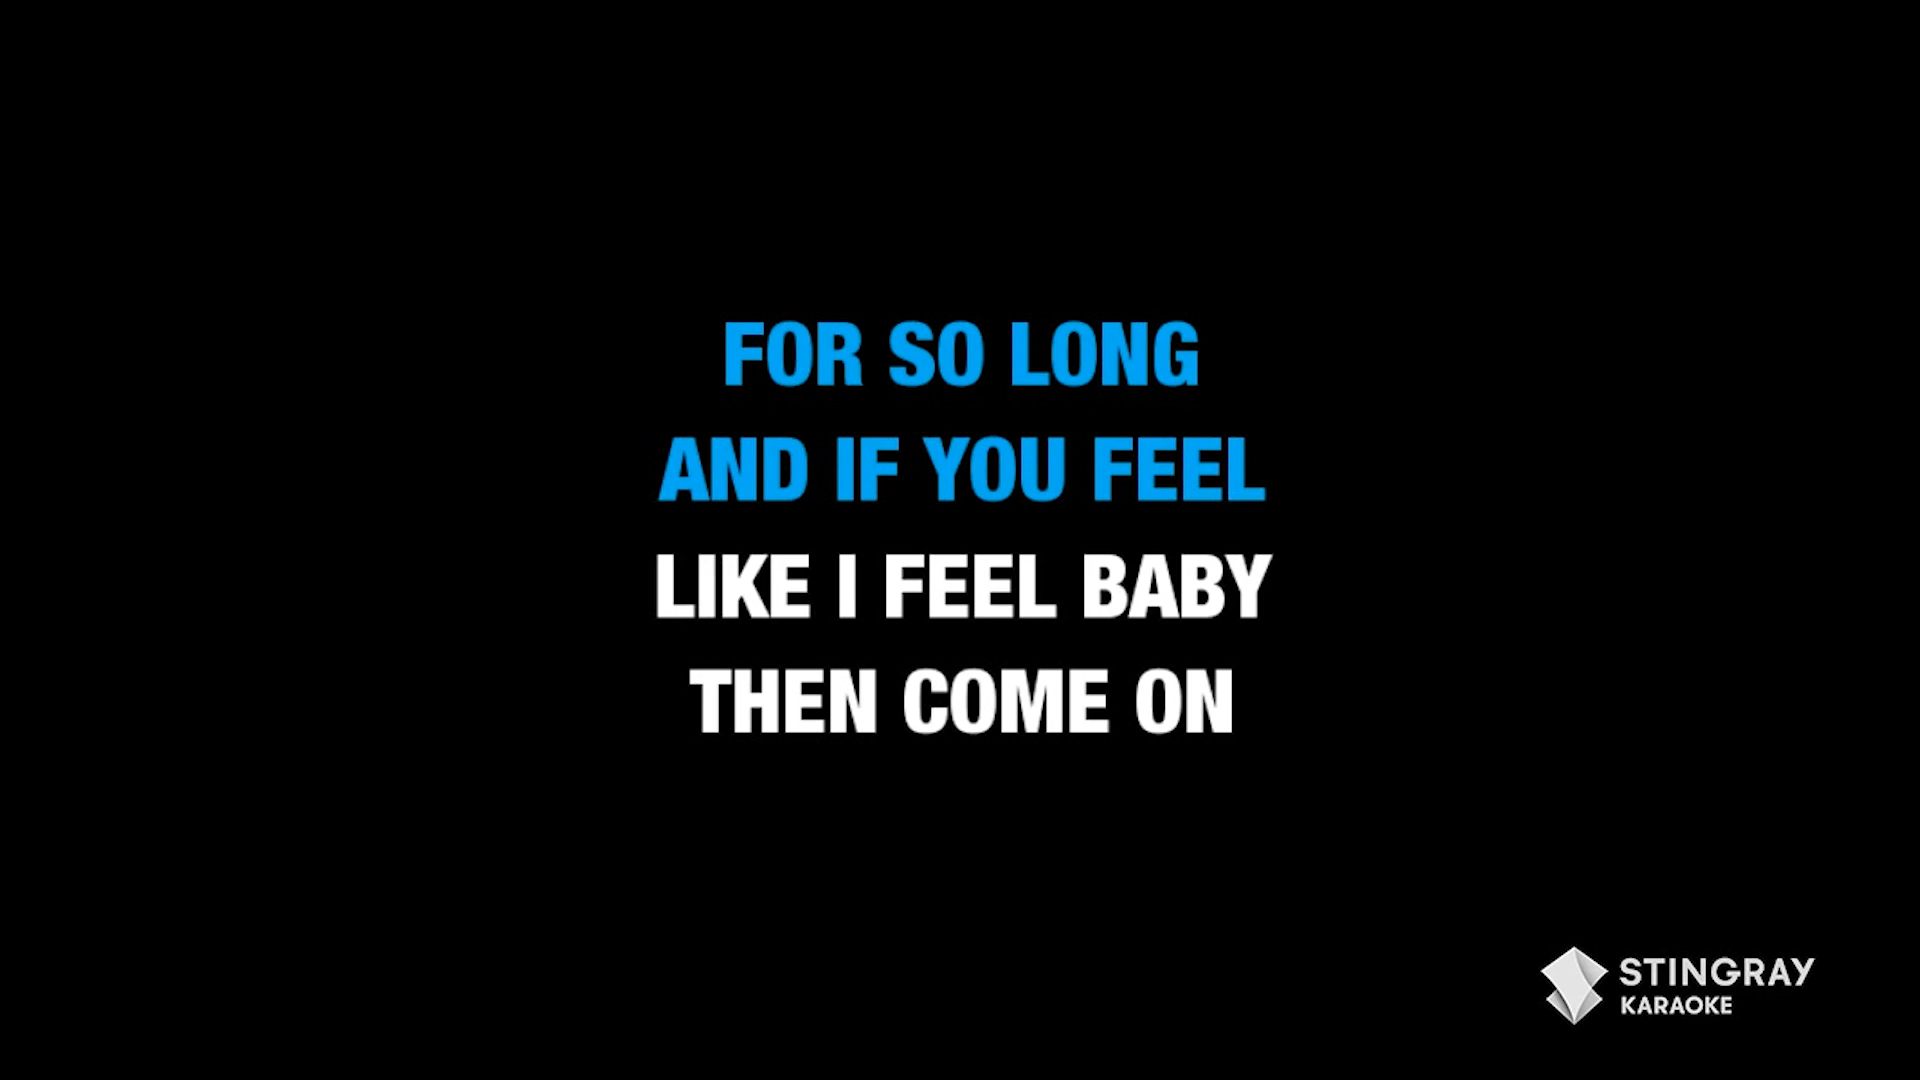 FOR SO LONG
AND IF YOU FEEL
LIKE I FEEL BABY
THEN COME ON
STINGRAY
KARAOKE